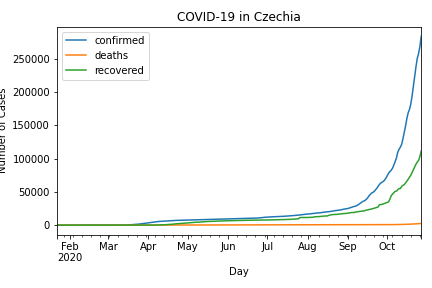 COVID-19 in Czechia
confirmed
deaths
recovered
250000
200000
150000
100000
50000
0
Number of Cases
Feb Mar Apr May Jun Jul Aug Sep Oct
2020
Day